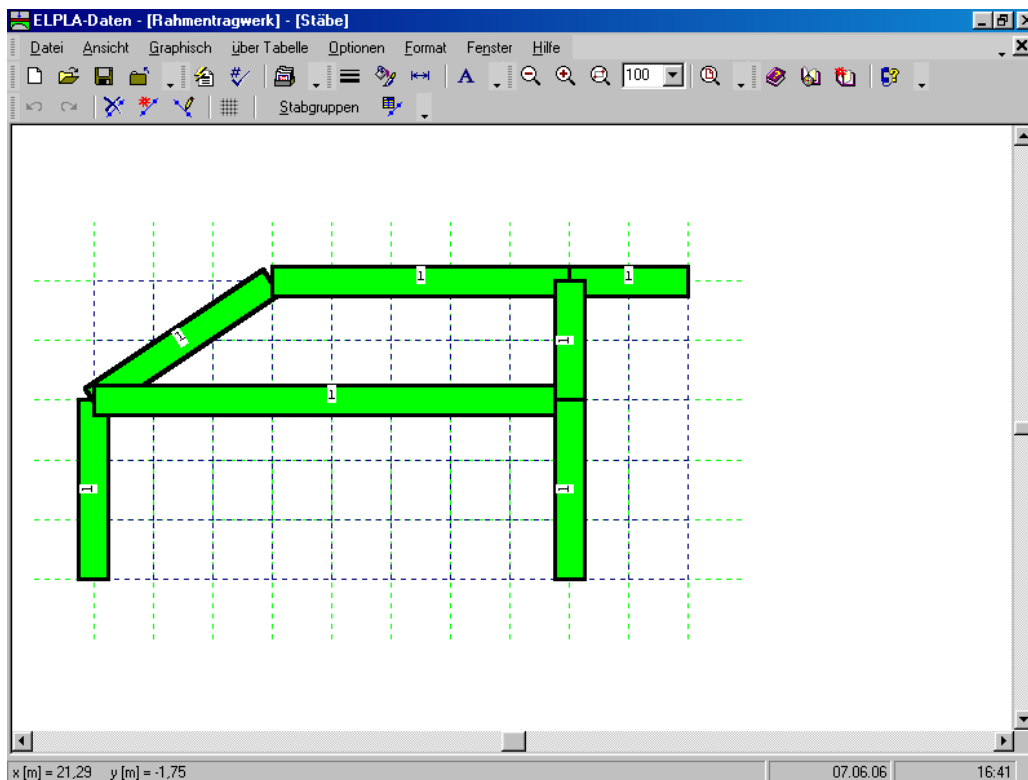 ELPLA-Daten - [Rahmentragwerk] - [Stäbe]
Datei Ansicht Graphisch über Tabelle Optionen Format Fenster Hilfe
A 100
Stabgruppen
1 1
1
1
1
1 1
x [m] = 21,29 y [m] = -1,75 07.06.06 16:41